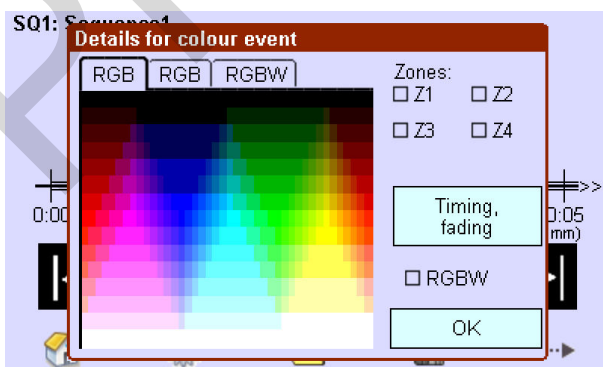 SQ1: Sequence1
Details for colour event
RGB RGB RGBW
Zones:
Z1 Z2
Z3 Z4
Timing,
fading
0:00
0:05
mm)
RGBW
OK